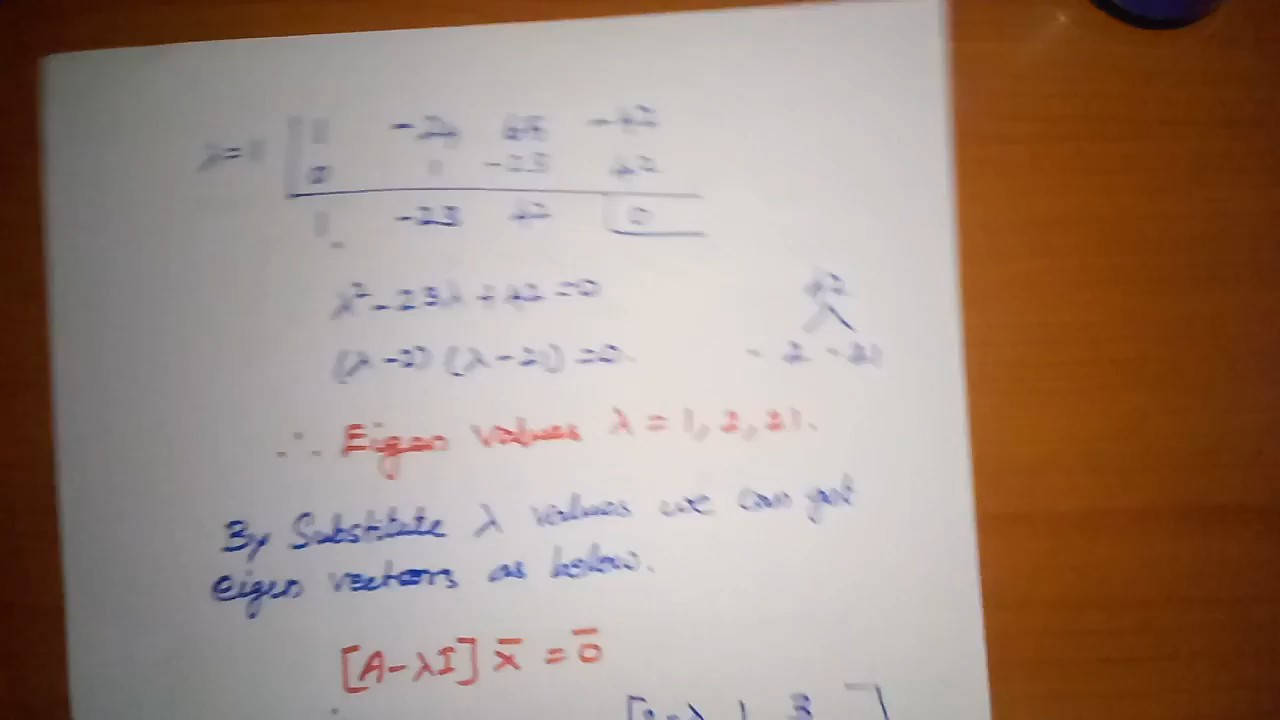 λ=1 1 -24 65 -42
0 1 -23 42
1 -23 42 0
λ²-23λ+42=0 42
(λ-2) (λ-21) =0. -2 -21
∴ Eigen values λ = 1, 2, 21.
By Substitute λ values we can get
Eigen vectors as below.
[A-λI] x̄ = 0̄
1 3